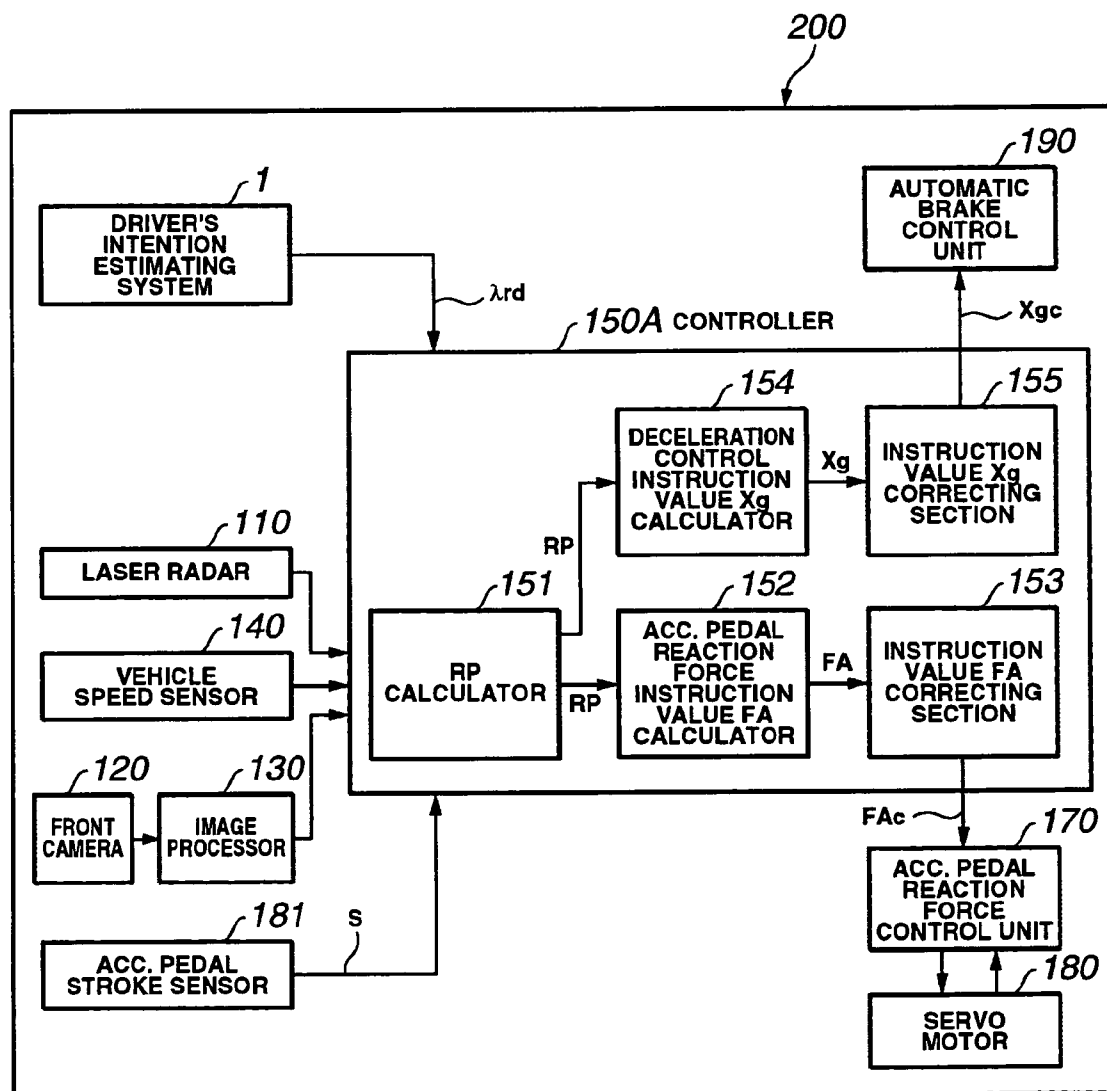 200
190
AUTOMATIC
BRAKE
CONTROL
UNIT
1
DRIVER'S
INTENTION
ESTIMATING
SYSTEM
λrd
Xgc
150A CONTROLLER
154
DECELERATION
CONTROL
INSTRUCTION
VALUE Xg
CALCULATOR
Xg
155
INSTRUCTION
VALUE Xg
CORRECTING
SECTION
110
LASER RADAR
RP
151
RP
CALCULATOR
RP
152
ACC. PEDAL
REACTION
FORCE
INSTRUCTION
VALUE FA
CALCULATOR
FA
153
INSTRUCTION
VALUE FA
CORRECTING
SECTION
140
VEHICLE
SPEED SENSOR
120
FRONT
CAMERA
130
IMAGE
PROCESSOR
FAc
170
ACC. PEDAL
REACTION
FORCE
CONTROL UNIT
181
ACC. PEDAL
STROKE SENSOR
S
180
SERVO
MOTOR